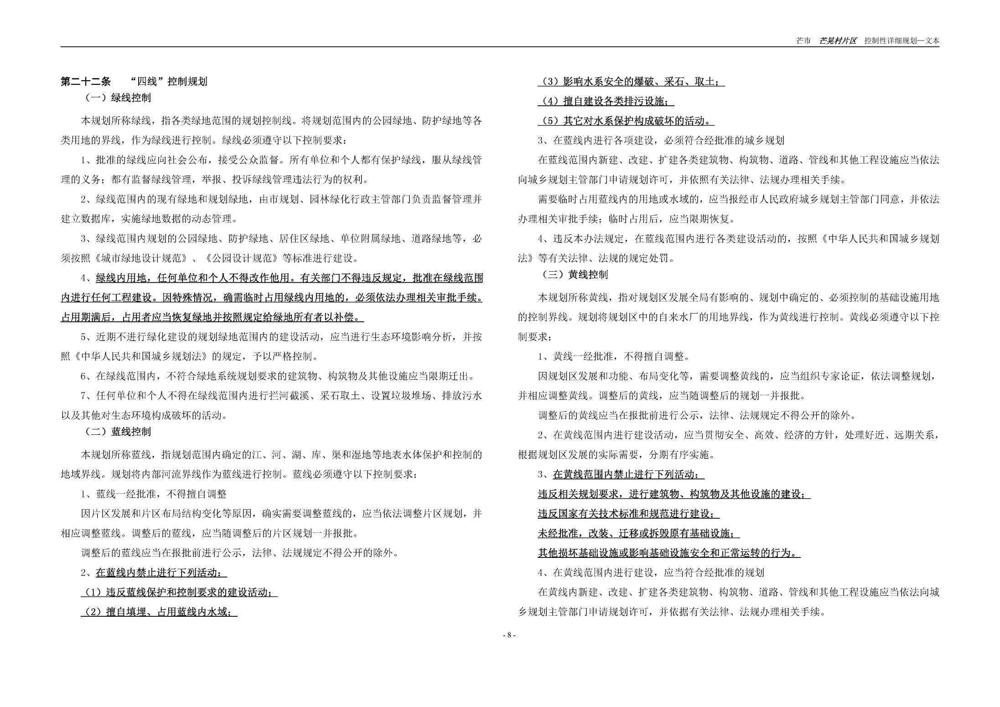 芒市 芒晃村片区 控制性详细规划—文本
第二十二条 “四线”控制规划
（一）绿线控制
本规划所称绿线，指各类绿地范围的规划控制线。将规划范围内的公园绿地、防护绿地等各
类用地的界线，作为绿线进行控制。绿线必须遵守以下控制要求：
1、批准的绿线应向社会公布，接受公众监督。所有单位和个人都有保护绿线，服从绿线管
理的义务；都有监督绿线管理，举报、投诉绿线管理违法行为的权利。
2、绿线范围内的现有绿地和规划绿地，由市规划、园林绿化行政主管部门负责监督管理并
建立数据库，实施绿地数据的动态管理。
3、绿线范围内规划的公园绿地、防护绿地、居住区绿地、单位附属绿地、道路绿地等，必
须按照《城市绿地设计规范》、《公园设计规范》等标准进行建设。
4、绿线内用地，任何单位和个人不得改作他用。有关部门不得违反规定，批准在绿线范围
内进行任何工程建设。因特殊情况，确需临时占用绿线内用地的，必须依法办理相关审批手续。
占用期满后，占用者应当恢复绿地并按照规定给绿地所有者以补偿。
5、近期不进行绿化建设的规划绿地范围内的建设活动，应当进行生态环境影响分析，并按
照《中华人民共和国城乡规划法》的规定，予以严格控制。
6、在绿线范围内，不符合绿地系统规划要求的建筑物、构筑物及其他设施应当限期迁出。
7、任何单位和个人不得在绿线范围内进行拦河截溪、采石取土、设置垃圾堆场、排放污水
以及其他对生态环境构成破坏的活动。
（二）蓝线控制
本规划所称蓝线，指规划范围内确定的江、河、湖、库、渠和湿地等地表水体保护和控制的
地域界线。规划将内部河流界线作为蓝线进行控制。蓝线必须遵守以下控制要求：
1、蓝线一经批准，不得擅自调整
因片区发展和片区布局结构变化等原因，确实需要调整蓝线的，应当依法调整片区规划，并
相应调整蓝线。调整后的蓝线，应当随调整后的片区规划一并报批。
调整后的蓝线应当在报批前进行公示，法律、法规规定不得公开的除外。
2、在蓝线内禁止进行下列活动：
（1）违反蓝线保护和控制要求的建设活动；
（2）擅自填埋、占用蓝线内水域；
（3）影响水系安全的爆破、采石、取土；
（4）擅自建设各类排污设施；
（5）其它对水系保护构成破坏的活动。
3、在蓝线内进行各项建设，必须符合经批准的城乡规划
在蓝线范围内新建、改建、扩建各类建筑物、构筑物、道路、管线和其他工程设施应当依法
向城乡规划主管部门申请规划许可，并依照有关法律、法规办理相关手续。
需要临时占用蓝线内的用地或水域的，应当报经市人民政府城乡规划主管部门同意，并依法
办理相关审批手续；临时占用后，应当限期恢复。
4、违反本办法规定，在蓝线范围内进行各类建设活动的，按照《中华人民共和国城乡规划
法》等有关法律、法规的规定处罚。
（三）黄线控制
本规划所称黄线，指对规划区发展全局有影响的、规划中确定的、必须控制的基础设施用地
的控制界线。规划将规划区中的自来水厂的用地界线，作为黄线进行控制。黄线必须遵守以下控
制要求：
1、黄线一经批准，不得擅自调整。
因规划区发展和功能、布局变化等，需要调整黄线的，应当组织专家论证，依法调整规划，
并相应调整黄线。调整后的黄线，应当随调整后的规划一并报批。
调整后的黄线应当在报批前进行公示，法律、法规规定不得公开的除外。
2、在黄线范围内进行建设活动，应当贯彻安全、高效、经济的方针，处理好近、远期关系，
根据规划区发展的实际需要，分期有序实施。
3、在黄线范围内禁止进行下列活动：
违反相关规划要求，进行建筑物、构筑物及其他设施的建设；
违反国家有关技术标准和规范进行建设；
未经批准，改装、迁移或拆毁原有基础设施；
其他损坏基础设施或影响基础设施安全和正常运转的行为。
4、在黄线范围内进行建设，应当符合经批准的规划
在黄线内新建、改建、扩建各类建筑物、构筑物、道路、管线和其他工程设施应当依法向城
乡规划主管部门申请规划许可，并依据有关法律、法规办理相关手续。
- 8 -